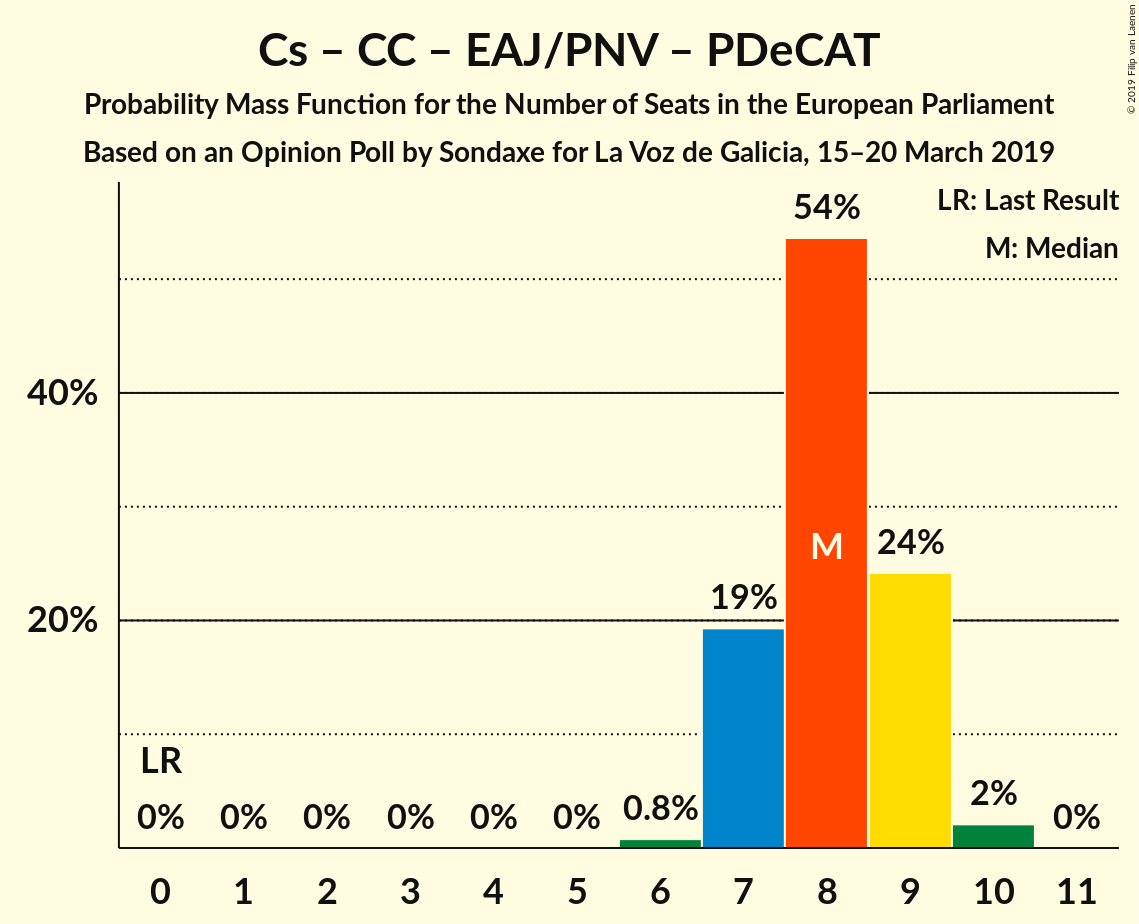 Cs – CC – EAJ/PNV – PDeCAT
Probability Mass Function for the Number of Seats in the European Parliament
Based on an Opinion Poll by Sondaxe for La Voz de Galicia, 15–20 March 2019
© 2019 Filip van Laenen
LR: Last Result
M: Median
54%
40%
M
24%
19%
20%
LR
0% 0% 0% 0% 0% 0% 0.8% 2% 0%
0 1 2 3 4 5 6 7 8 9 10 11